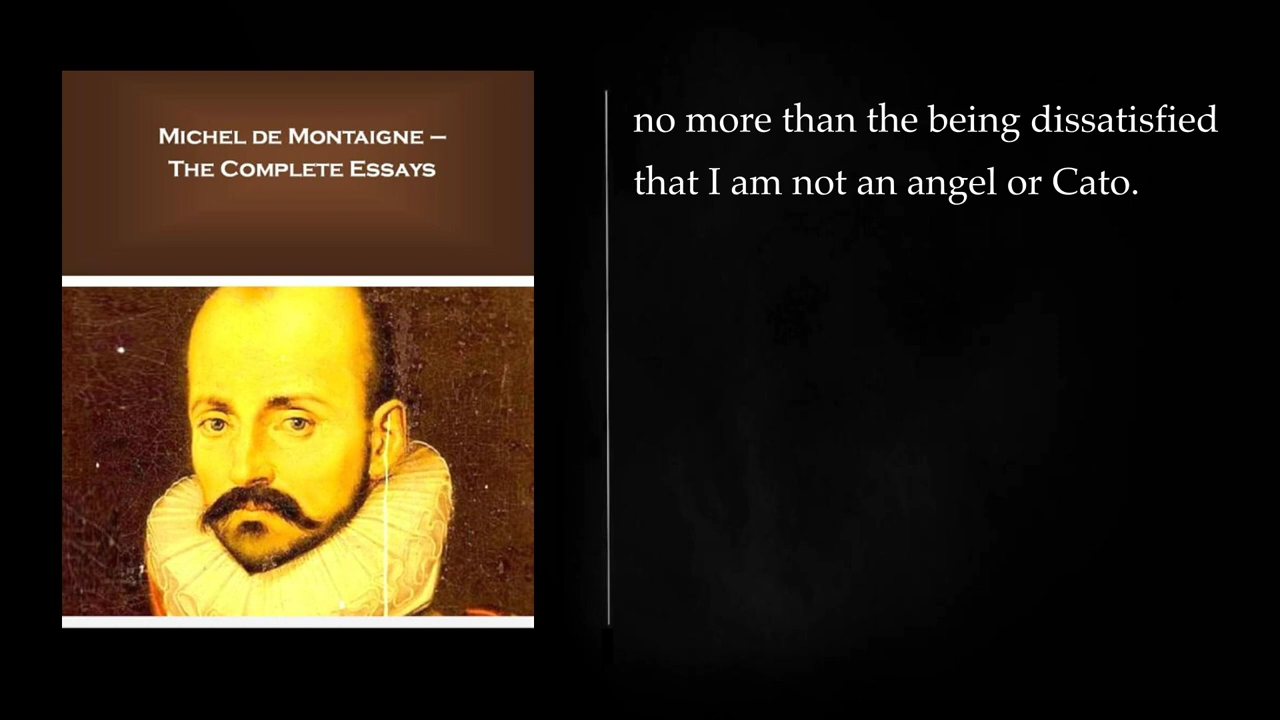 MICHEL DE MONTAIGNE –
THE COMPLETE ESSAYS
no more than the being dissatisfied
that I am not an angel or Cato.